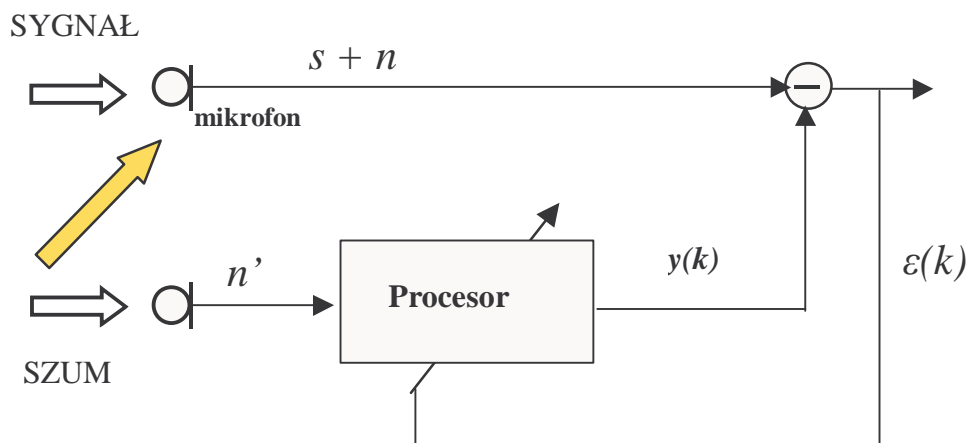 SYGNAŁ
s + n
mikrofon
n’
Procesor
y(k)
ε(k)
SZUM